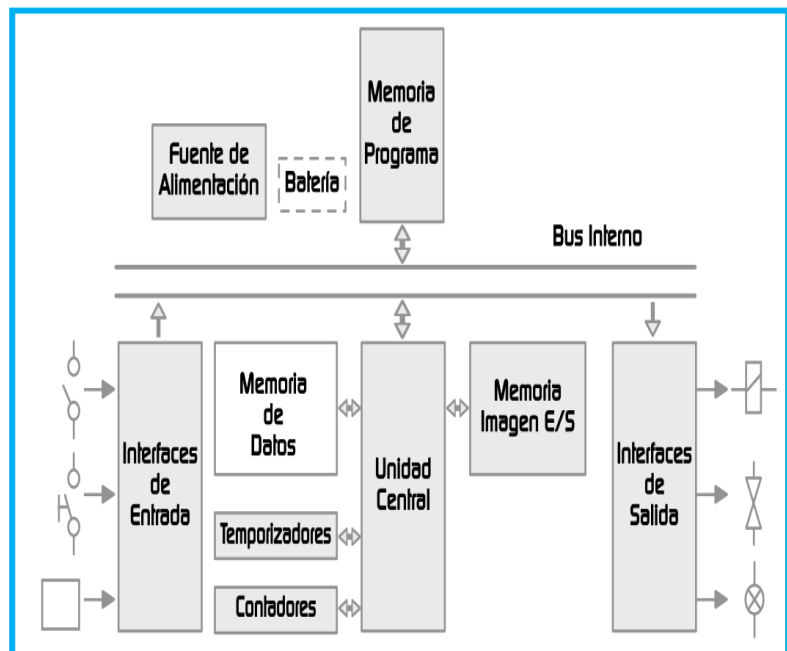 Memoria
de
Programa
Fuente de
Alimentación
Batería
Bus Interno
Interfaces
de
Entrada
Memoria
de
Datos
Temporizadores
Contadores
Unidad
Central
Memoria
Imagen E/S
Interfaces
de
Salida